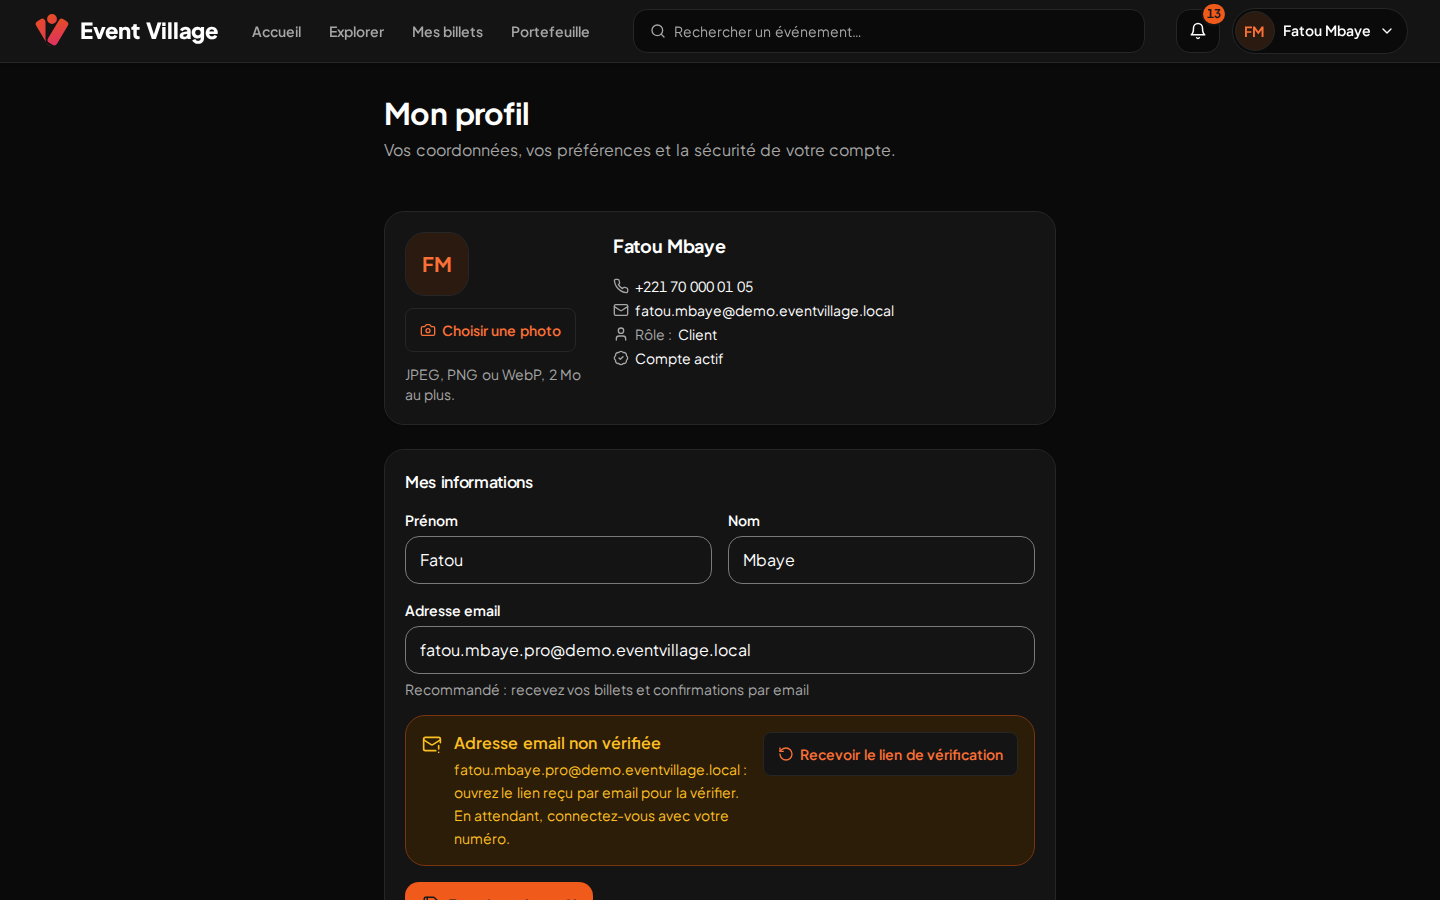 Event Village
Accueil
Explorer
Mes billets
Portefeuille
Rechercher un événement...
13
FM
Fatou Mbaye
Mon profil
Vos coordonnées, vos préférences et la sécurité de votre compte.
FM
Choisir une photo
JPEG, PNG ou WebP, 2 Mo
au plus.
Fatou Mbaye
+221 70 000 01 05
fatou.mbaye@demo.eventvillage.local
Rôle : Client
Compte actif
Mes informations
Prénom
Nom
Fatou
Mbaye
Adresse email
fatou.mbaye.pro@demo.eventvillage.local
Recommandé : recevez vos billets et confirmations par email
Adresse email non vérifiée
fatou.mbaye.pro@demo.eventvillage.local :
ouvrez le lien reçu par email pour la vérifier.
En attendant, connectez-vous avec votre
numéro.
Recevoir le lien de vérification